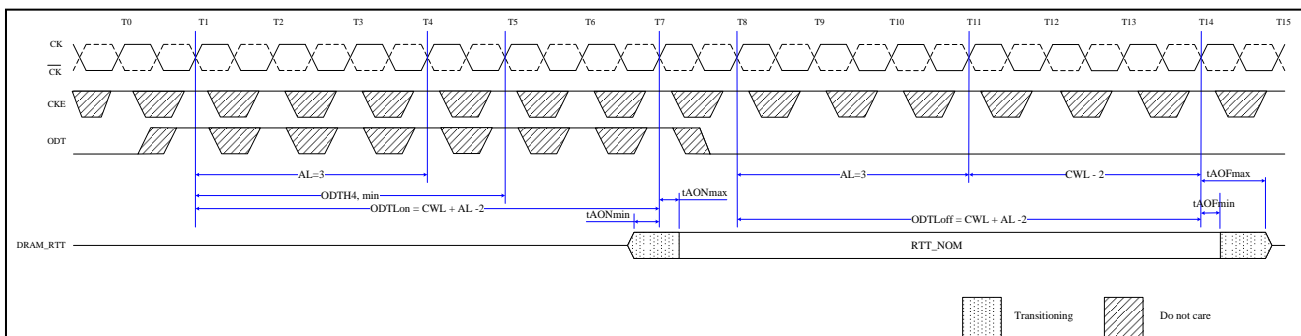 T0 T1 T2 T3 T4 T5 T6 T7 T8 T9 T10 T11 T12 T13 T14 T15
CK
CK
CKE
ODT
AL=3 AL=3 CWL - 2 tAOFmax
ODTH4, min tAONmax
ODTLon = CWL + AL -2 tAOFmin
tAONmin ODTLoff = CWL + AL -2
DRAM_RTT RTT_NOM
Transitioning Do not care